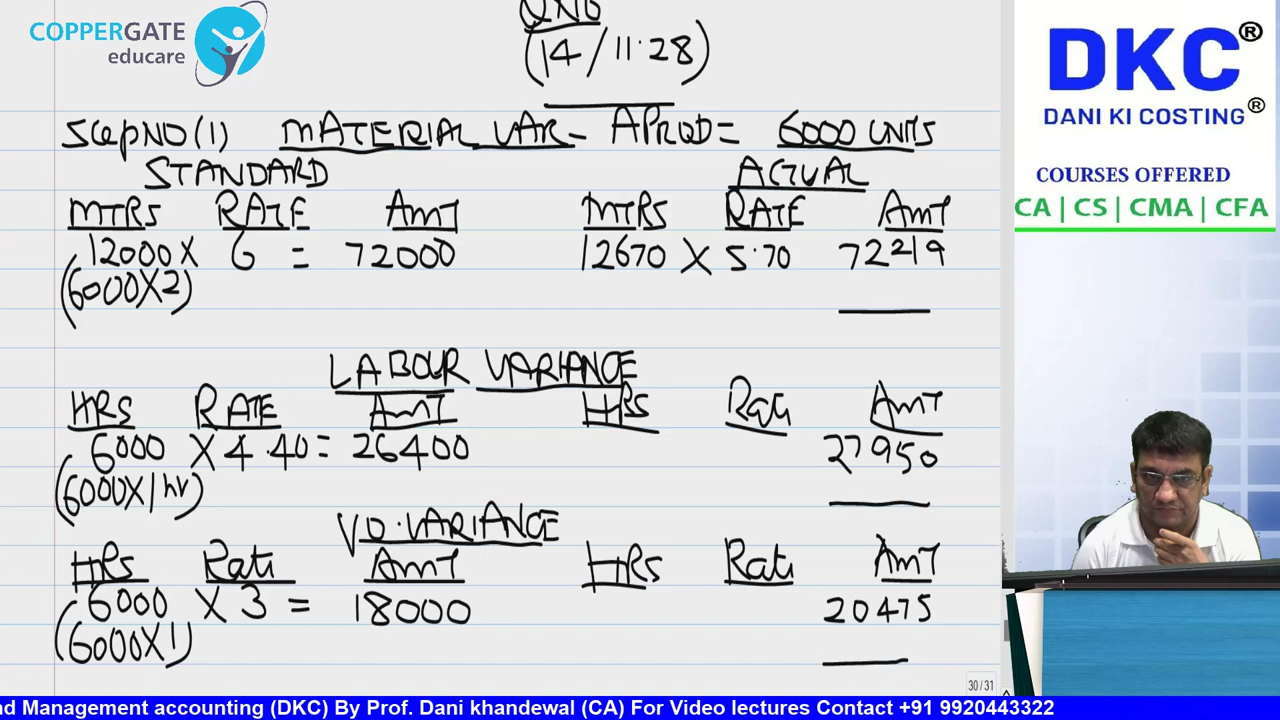 COPPERGATE
educare
QNO
(14/11.28)
DKC®
DANI KI COSTING®
COURSES OFFERED
CA | CS | CMA | CFA
MATERIAL VAR - APROD = 6000 UNITS
STANDARD ACTUAL
MTRS RATE AMT MTRS RATE AMT
12000 X 6 = 72000 12670 X 5.70 72219
(6000X2)
LABOUR VARIANCE
HRS RATE AMT HRS Rate AMT
6000 X 4.40 = 26400 27950
(6000X1hr)
VO.VARIANCE
HRS Rate AMT HRS Rate AMT
6000 X 3 = 18000 20475
(6000X1)
30/31
nd Management accounting (DKC) By Prof. Dani khandewal (CA) For Video lectures Contact +91 9920443322